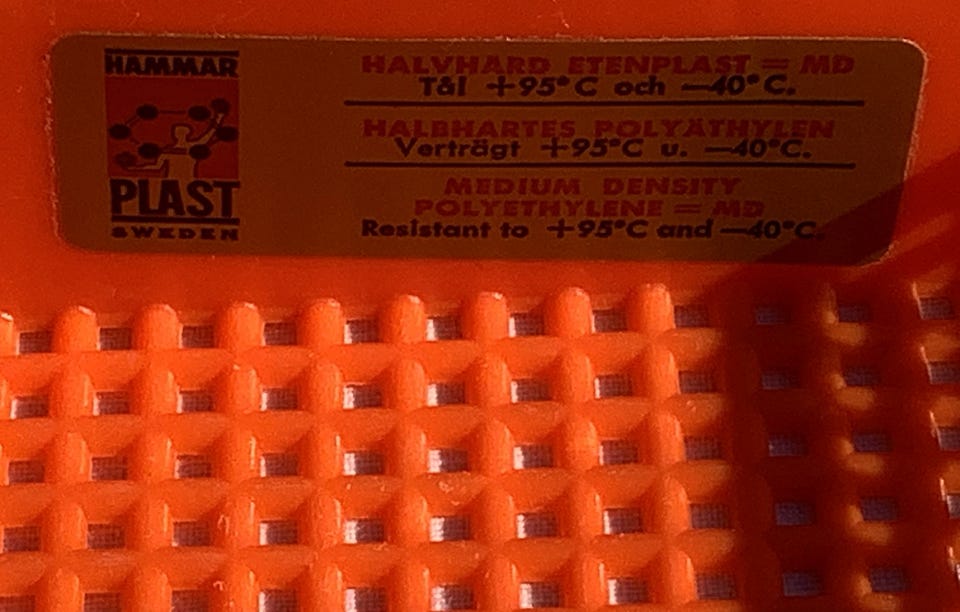 HAMMAR
PLAST
SWEDEN
HALVHÅRD ETENPLAST = MD
Tål +95°C och —40°C.
HALBHARTES POLYÄTHYLEN
Verträgt +95°C u. —40°C.
MEDIUM DENSITY
POLYETHYLENE = MD
Resistant to +95°C and —40°C.